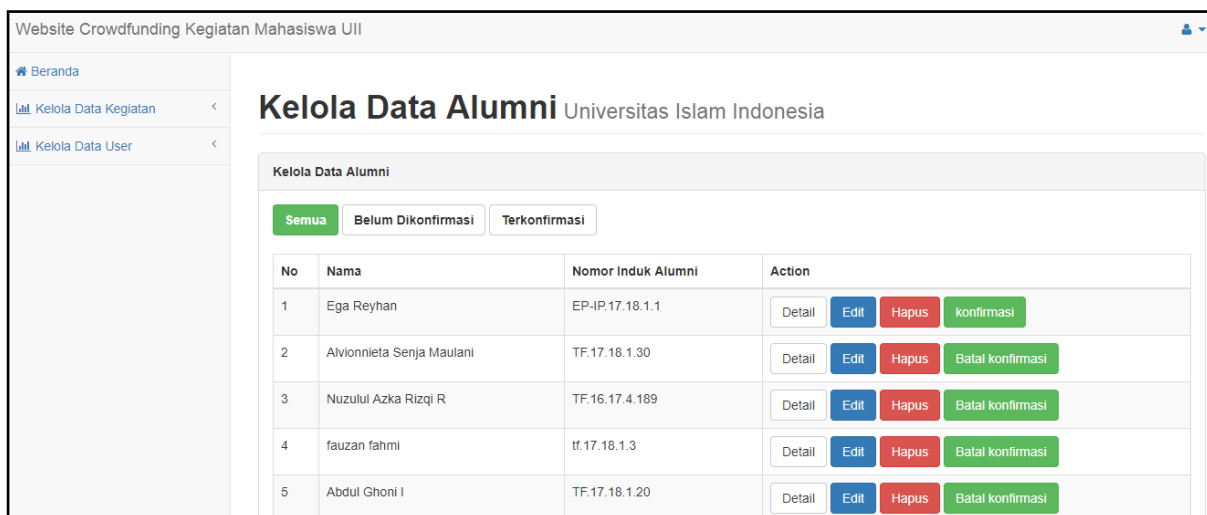 Website Crowdfunding Kegiatan Mahasiswa UII
Beranda
Kelola Data Kegiatan
Kelola Data User
Kelola Data Alumni Universitas Islam Indonesia
Kelola Data Alumni
Semua Belum Dikonfirmasi Terkonfirmasi
No Nama Nomor Induk Alumni Action
1 Ega Reyhan EP-IP.17.18.1.1 Detail Edit Hapus konfirmasi
2 Alvionnieta Senja Maulani TF.17.18.1.30 Detail Edit Hapus Batal konfirmasi
3 Nuzulul Azka Rizqi R TF.16.17.4.189 Detail Edit Hapus Batal konfirmasi
4 fauzan fahmi tf.17.18.1.3 Detail Edit Hapus Batal konfirmasi
5 Abdul Ghoni I TF.17.18.1.20 Detail Edit Hapus Batal konfirmasi